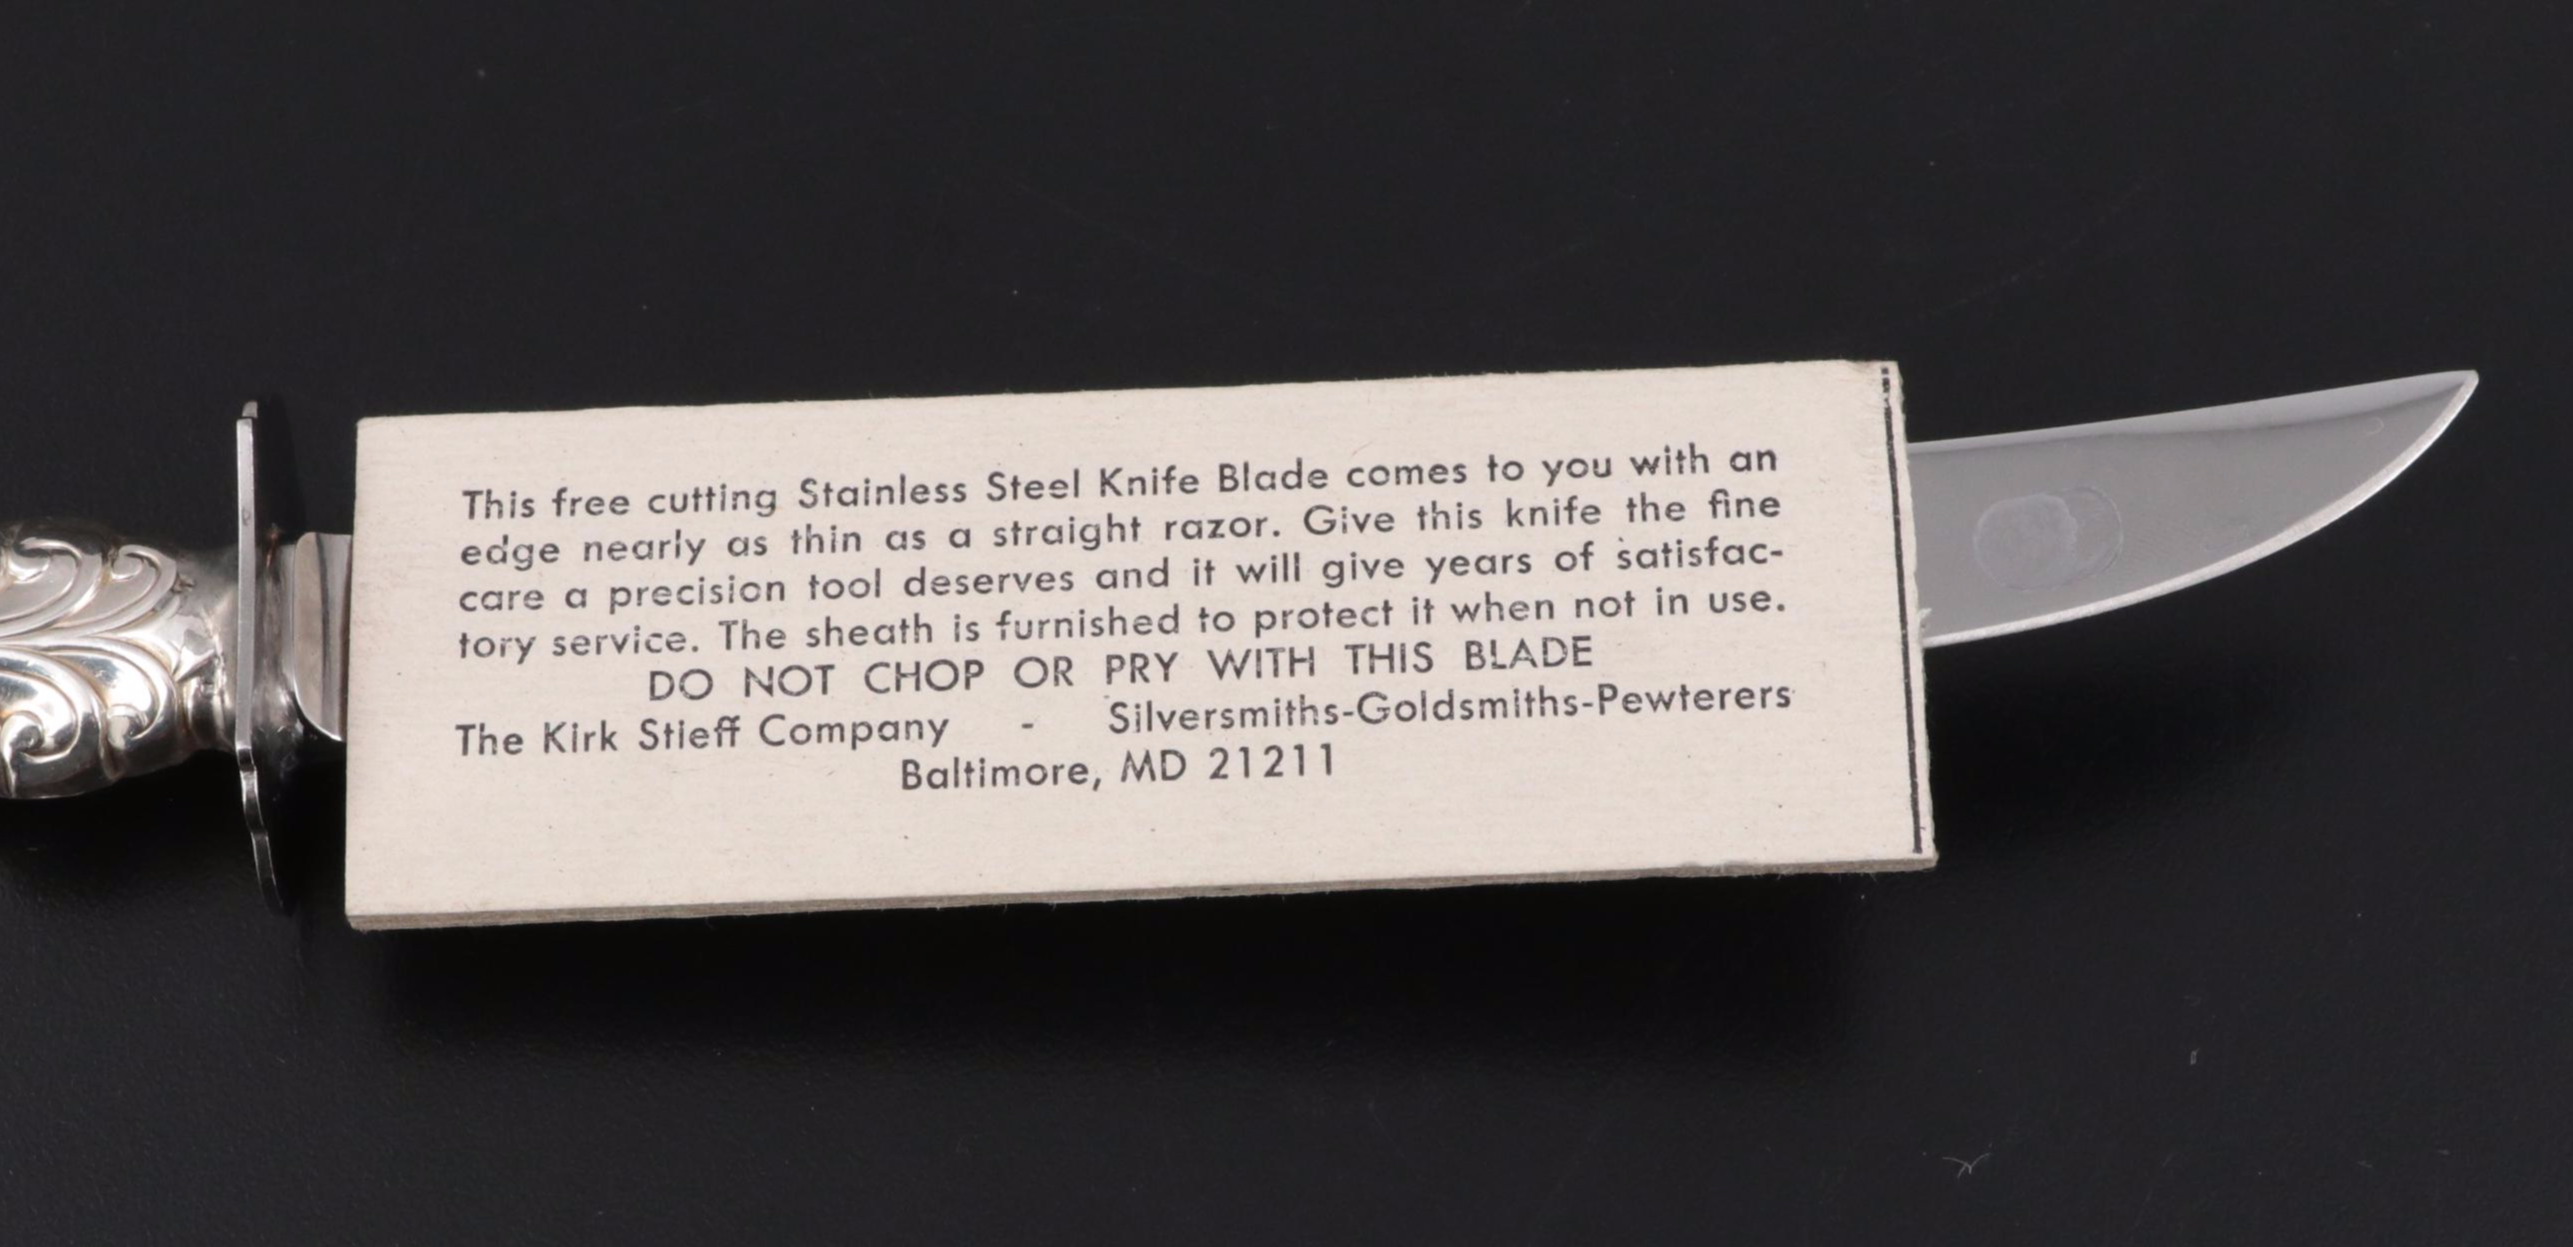 This free cutting Stainless Steel Knife Blade comes to you with an
edge nearly as thin as a straight razor. Give this knife the fine
care a precision tool deserves and it will give years of satisfac-
tory service. The sheath is furnished to protect it when not in use.
DO NOT CHOP OR PRY WITH THIS BLADE
The Kirk Stieff Company - Silversmiths-Goldsmiths-Pewterers
Baltimore, MD 21211